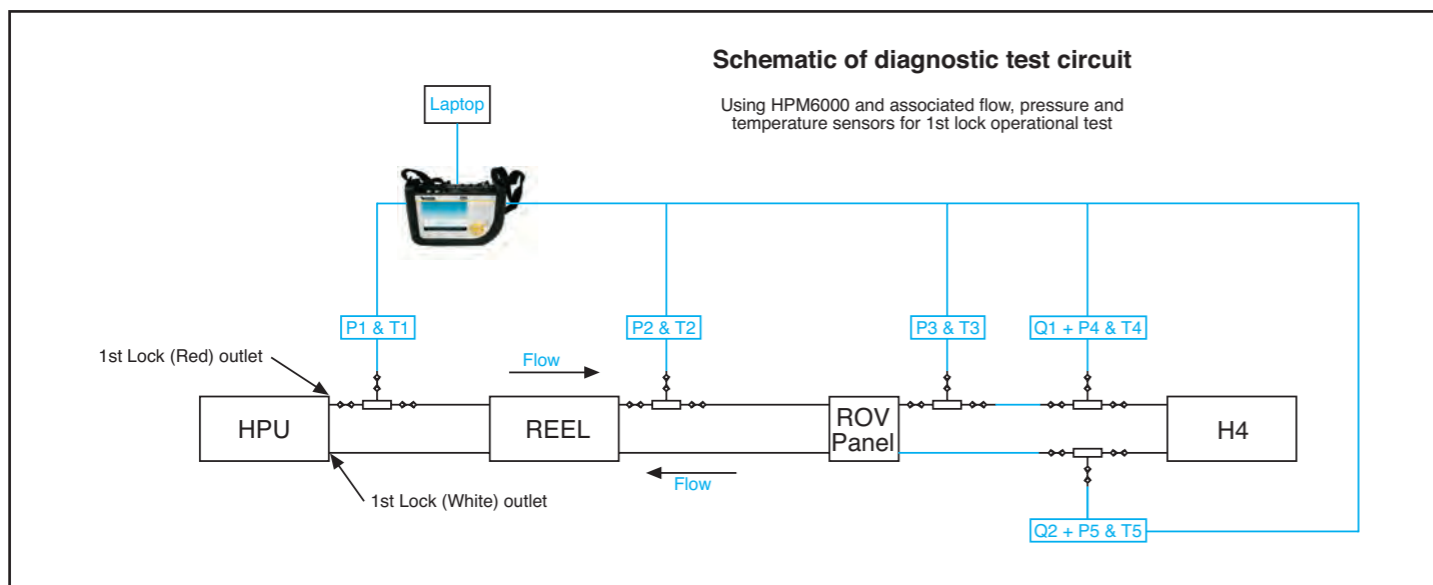 Schematic of diagnostic test circuit
Using HPM6000 and associated flow, pressure and
temperature sensors for 1st lock operational test
Laptop
P1 & T1
P2 & T2
P3 & T3
Q1 + P4 & T4
1st Lock (Red) outlet
Flow
HPU
REEL
ROV
Panel
H4
Flow
1st Lock (White) outlet
Q2 + P5 & T5